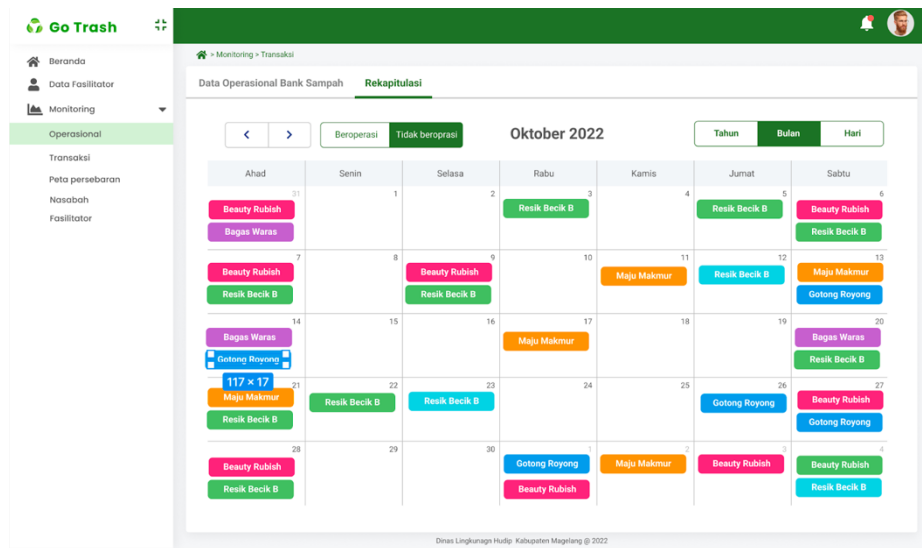 Go Trash
Beranda
Data Fasilitator
Monitoring
Operasional
Transaksi
Peta persebaran
Nasabah
Fasilitator
» Monitoring » Transaksi
Data Operasional Bank Sampah Rekapitulasi
Beroperasi Tidak beroprasi Oktober 2022 Tahun Bulan Hari
Ahad Senin Selasa Rabu Kamis Jumat Sabtu
31 1 2 3 4 5 6
Beauty Rubish Resik Becik B Resik Becik B Beauty Rubish
Bagas Waras Resik Becik B
7 8 9 10 11 12 13
Beauty Rubish Beauty Rubish Maju Makmur Resik Becik B Maju Makmur
Resik Becik B Resik Becik B Gotong Royong
14 15 16 17 18 19 20
Bagas Waras Maju Makmur Bagas Waras
Gotong Royong Resik Becik B
117 × 17
21 22 23 24 25 26 27
Maju Makmur Resik Becik B Resik Becik B Gotong Royong Beauty Rubish
Resik Becik B Gotong Royong
28 29 30 1 2 3 4
Beauty Rubish Gotong Royong Maju Makmur Beauty Rubish Beauty Rubish
Resik Becik B Beauty Rubish Resik Becik B
Dinas Lingkunagn Hudip Kabupaten Magelang @ 2022